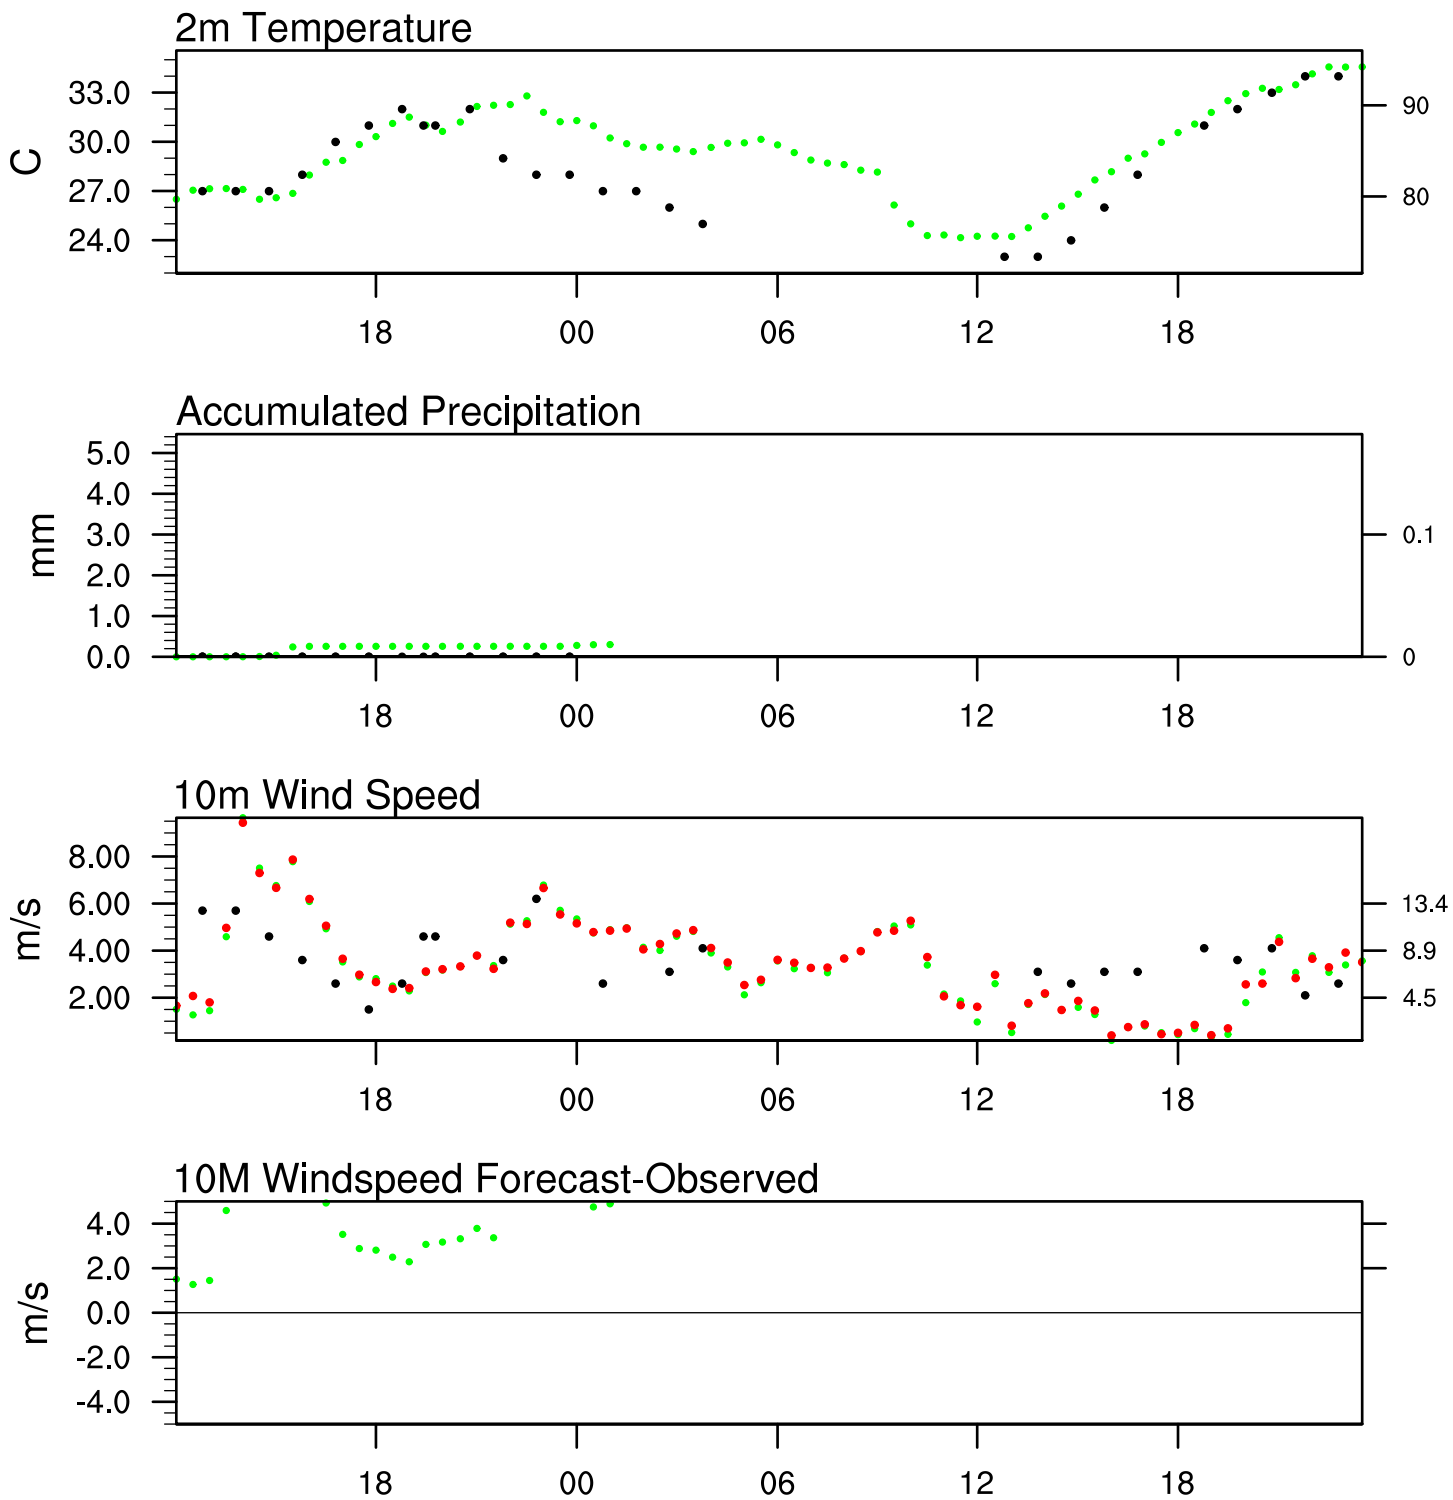 2m Temperature
33.0
30.0
27.0
24.0
C
90
80
18 00 06 12 18
Accumulated Precipitation
5.0
4.0
3.0
2.0
1.0
0.0
mm
0.1
0
18 00 06 12 18
10m Wind Speed
8.00
6.00
4.00
2.00
m/s
13.4
8.9
4.5
18 00 06 12 18
10M Windspeed Forecast-Observed
4.0
2.0
0.0
-2.0
-4.0
m/s
18 00 06 12 18